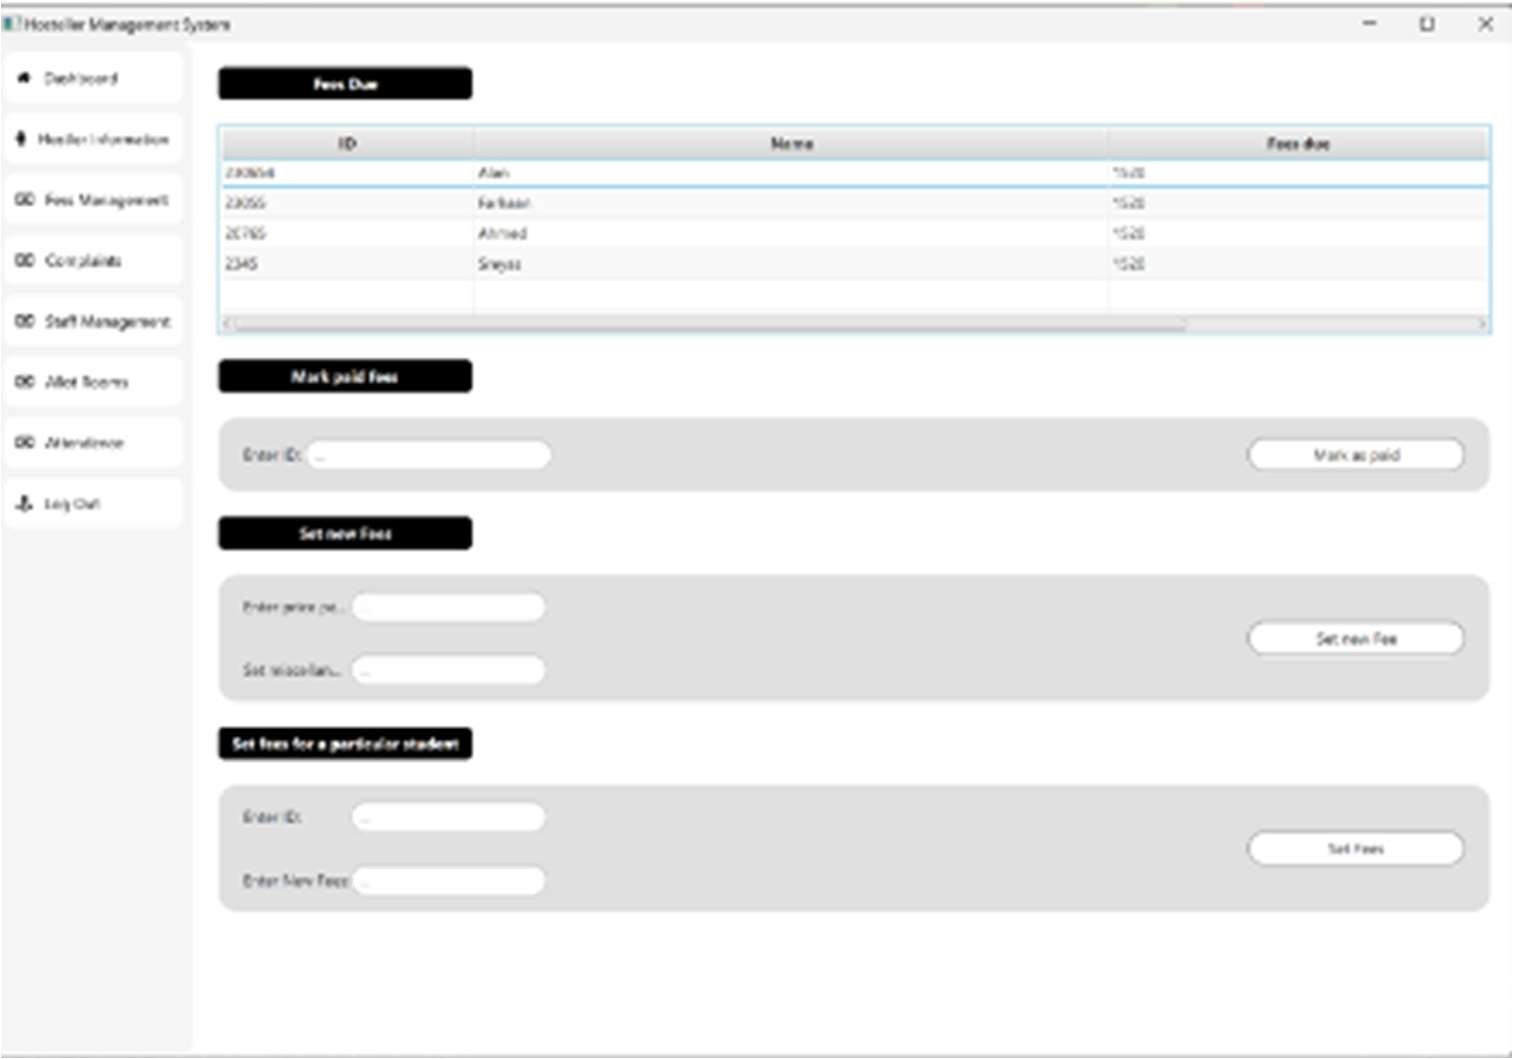 Hosteller Management System
Dashboard
Hostler Information
Fees Management
Complaints
Staff Management
Allot Rooms
Attendence
Log Out
Fees Due
ID Name Fees due
Alan 1520
23055 Farhaan 1520
20765 Ahmed 1520
2345 Sreyas 1520
Mark paid fees
Enter ID: ... Mark as paid
Set new Fees
Enter price pe... ...
Set new Fee
Set miscellan... ...
Set fees for a particular student
Enter ID: ...
Set Fees
Enter New Fees: ...